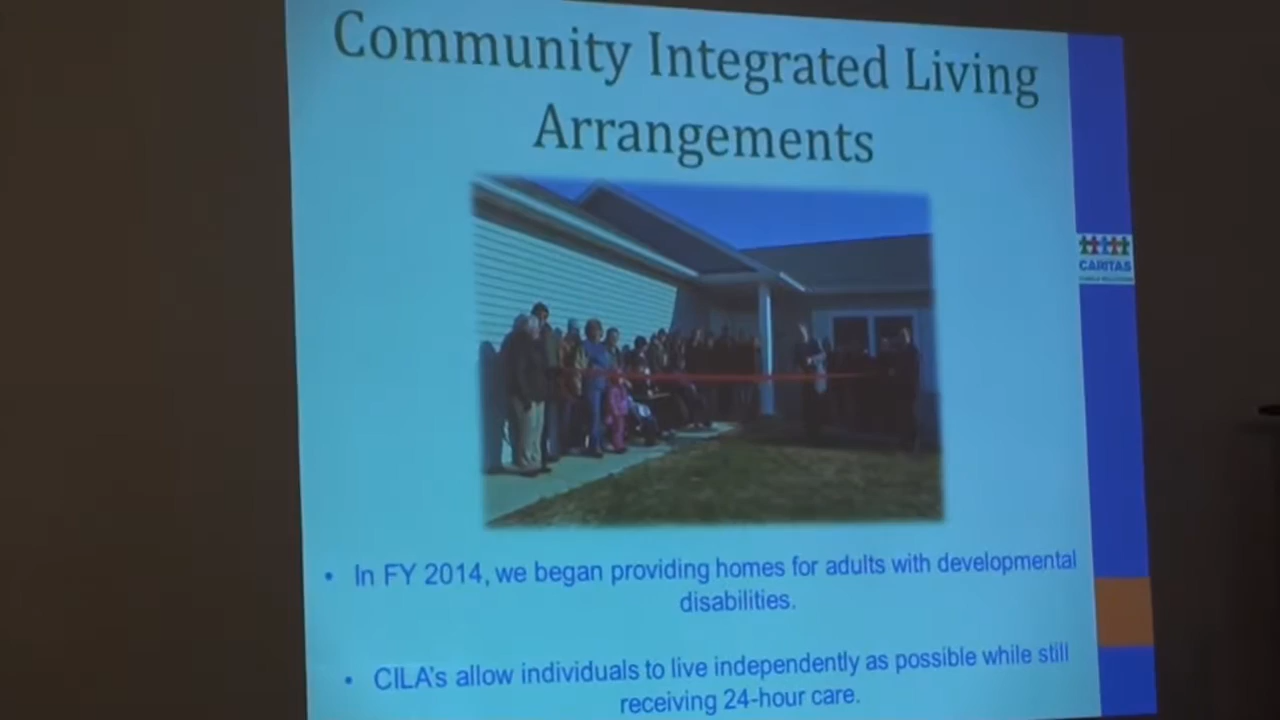 Community Integrated Living
Arrangements
CARITAS
• In FY 2014, we began providing homes for adults with developmental
disabilities.
• CILA's allow individuals to live independently as possible while still
receiving 24-hour care.